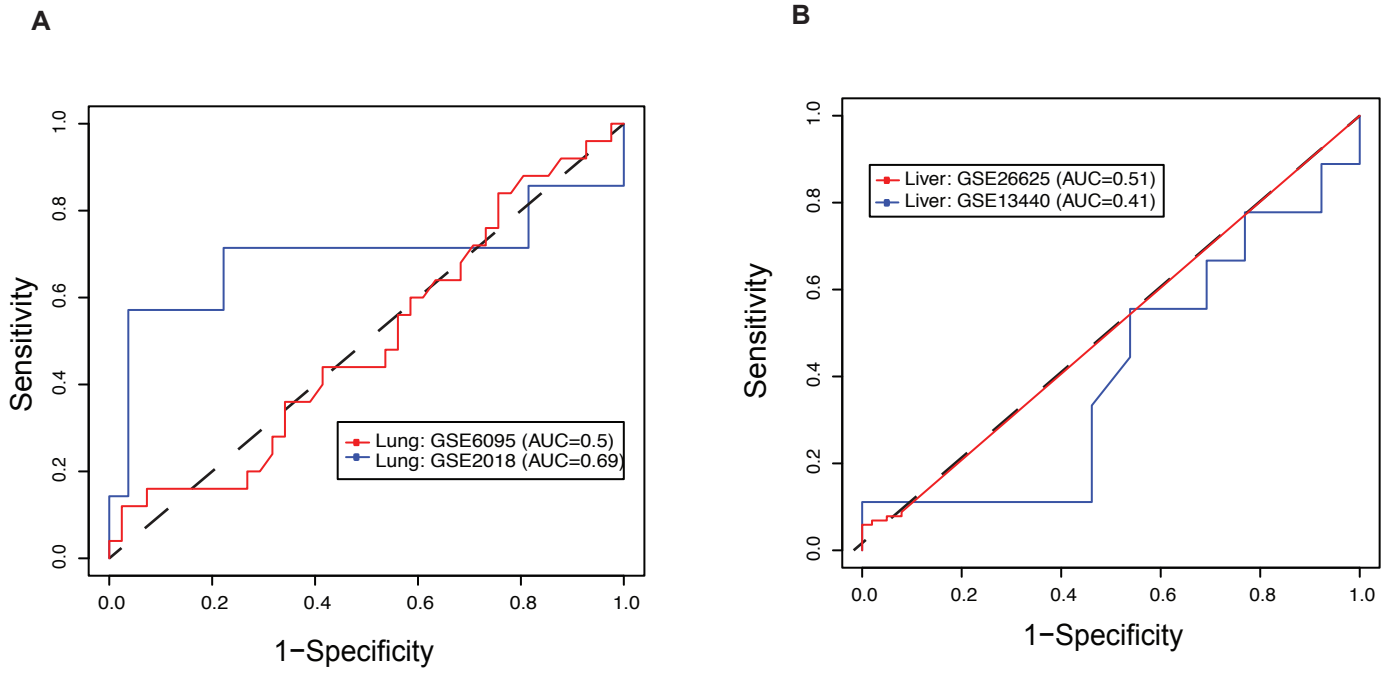 A
1.0
0.8
0.6
0.4
0.2
0.0
Sensitivity
Lung: GSE6095 (AUC=0.5)
Lung: GSE2018 (AUC=0.69)
0.0 0.2 0.4 0.6 0.8 1.0
1−Specificity
B
1.0
0.8
0.6
0.4
0.2
0.0
Sensitivity
Liver: GSE26625 (AUC=0.51)
Liver: GSE13440 (AUC=0.41)
0.0 0.2 0.4 0.6 0.8 1.0
1−Specificity